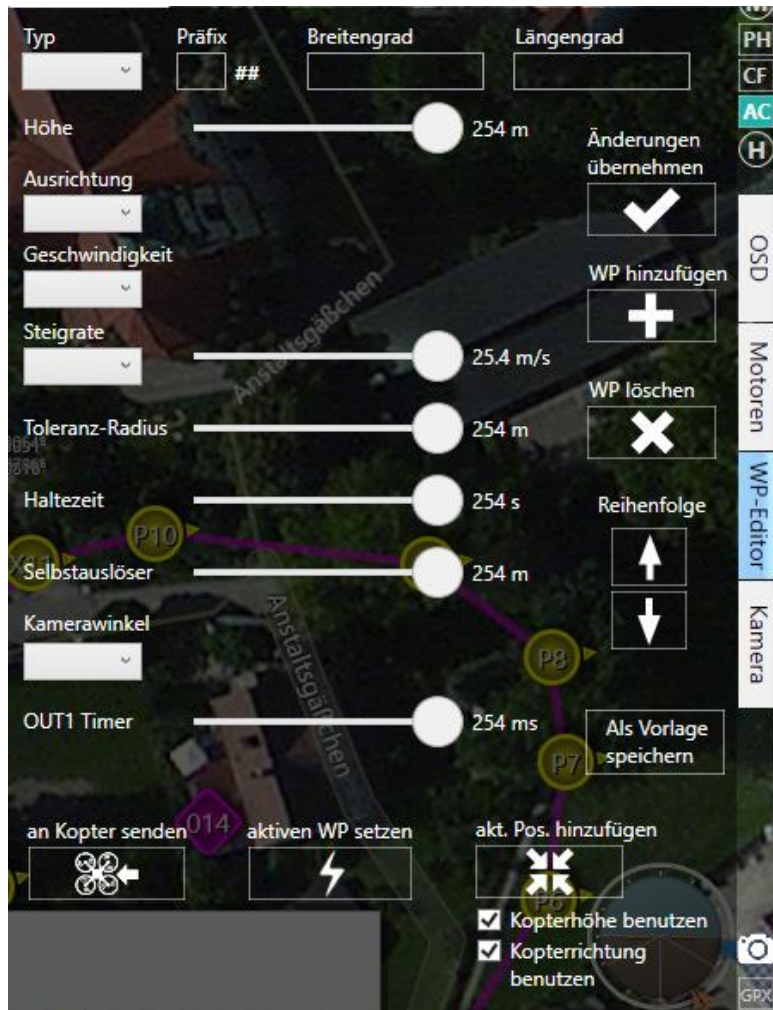 Typ Präfix Breitengrad Längengrad
##
Höhe 254 m
Änderungen
übernehmen
Ausrichtung
Geschwindigkeit
WP hinzufügen
Steigrate
25.4 m/s
WP löschen
Toleranz-Radius 254 m
Haltezeit 254 s
Reihenfolge
Selbstauslöser 254 m
Kamerawinkel
OUT1 Timer 254 ms
Als Vorlage
speichern
an Kopter senden aktiven WP setzen akt. Pos. hinzufügen
Kopterhöhe benutzen
Kopterrichtung
benutzen
PH
CF
AC
H
OSD
Motoren
WP-Editor
Kamera
GPX
Anstaltsgäßchen
Anstaltsgäßchen
P10
P8
P7
P6
014